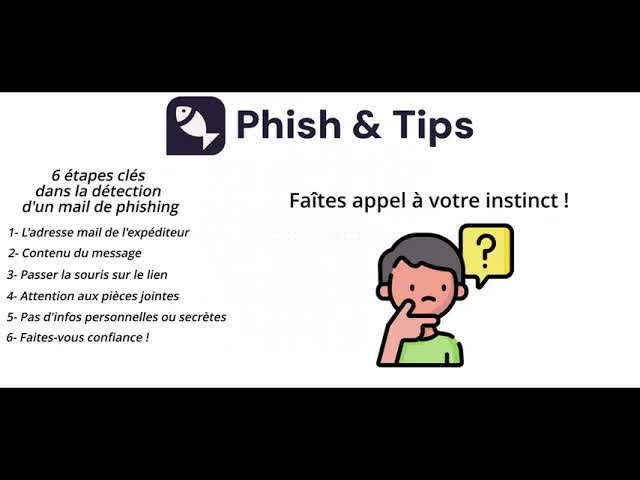 Phish & Tips
6 étapes clés
dans la détection
d'un mail de phishing
1- L'adresse mail de l'expéditeur
2- Contenu du message
3- Passer la souris sur le lien
4- Attention aux pièces jointes
5- Pas d'infos personnelles ou secrètes
6- Faites-vous confiance !
Faîtes appel à votre instinct !
?